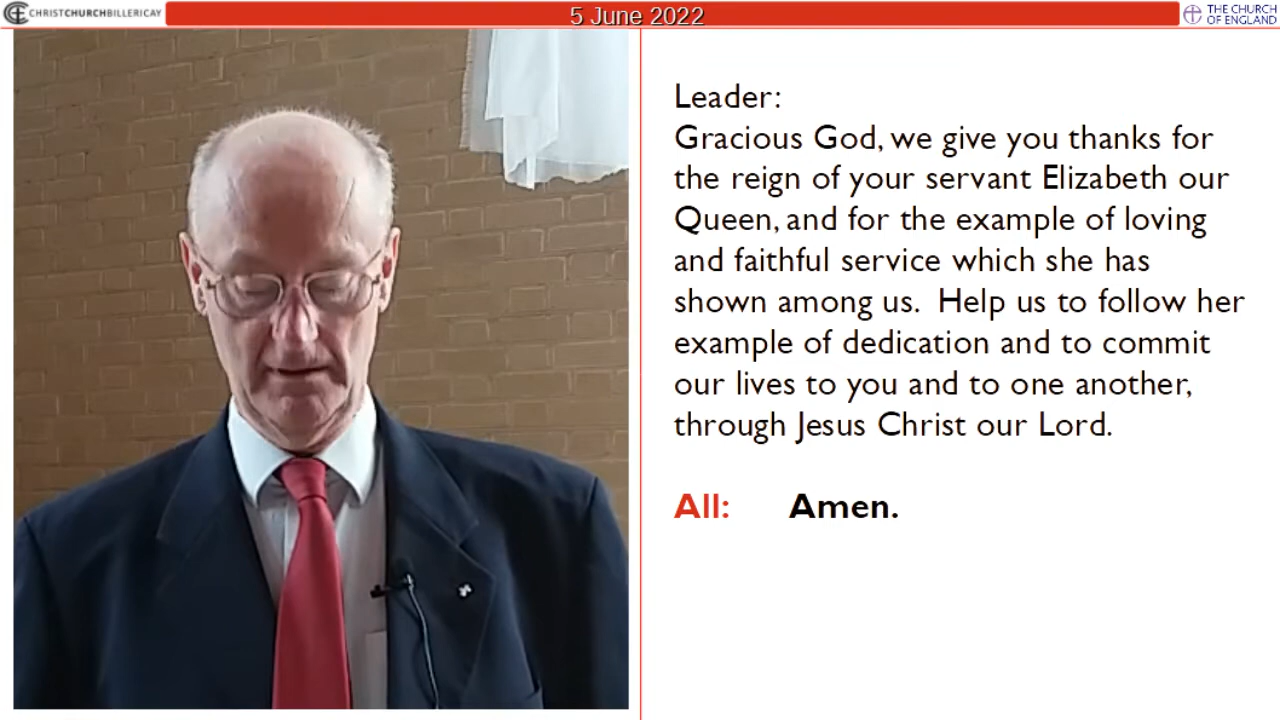 CHRISTCHURCHBILLERICAY
5 June 2022
THE CHURCH
OF ENGLAND
Leader:
Gracious God, we give you thanks for
the reign of your servant Elizabeth our
Queen, and for the example of loving
and faithful service which she has
shown among us.  Help us to follow her
example of dedication and to commit
our lives to you and to one another,
through Jesus Christ our Lord.
All: Amen.